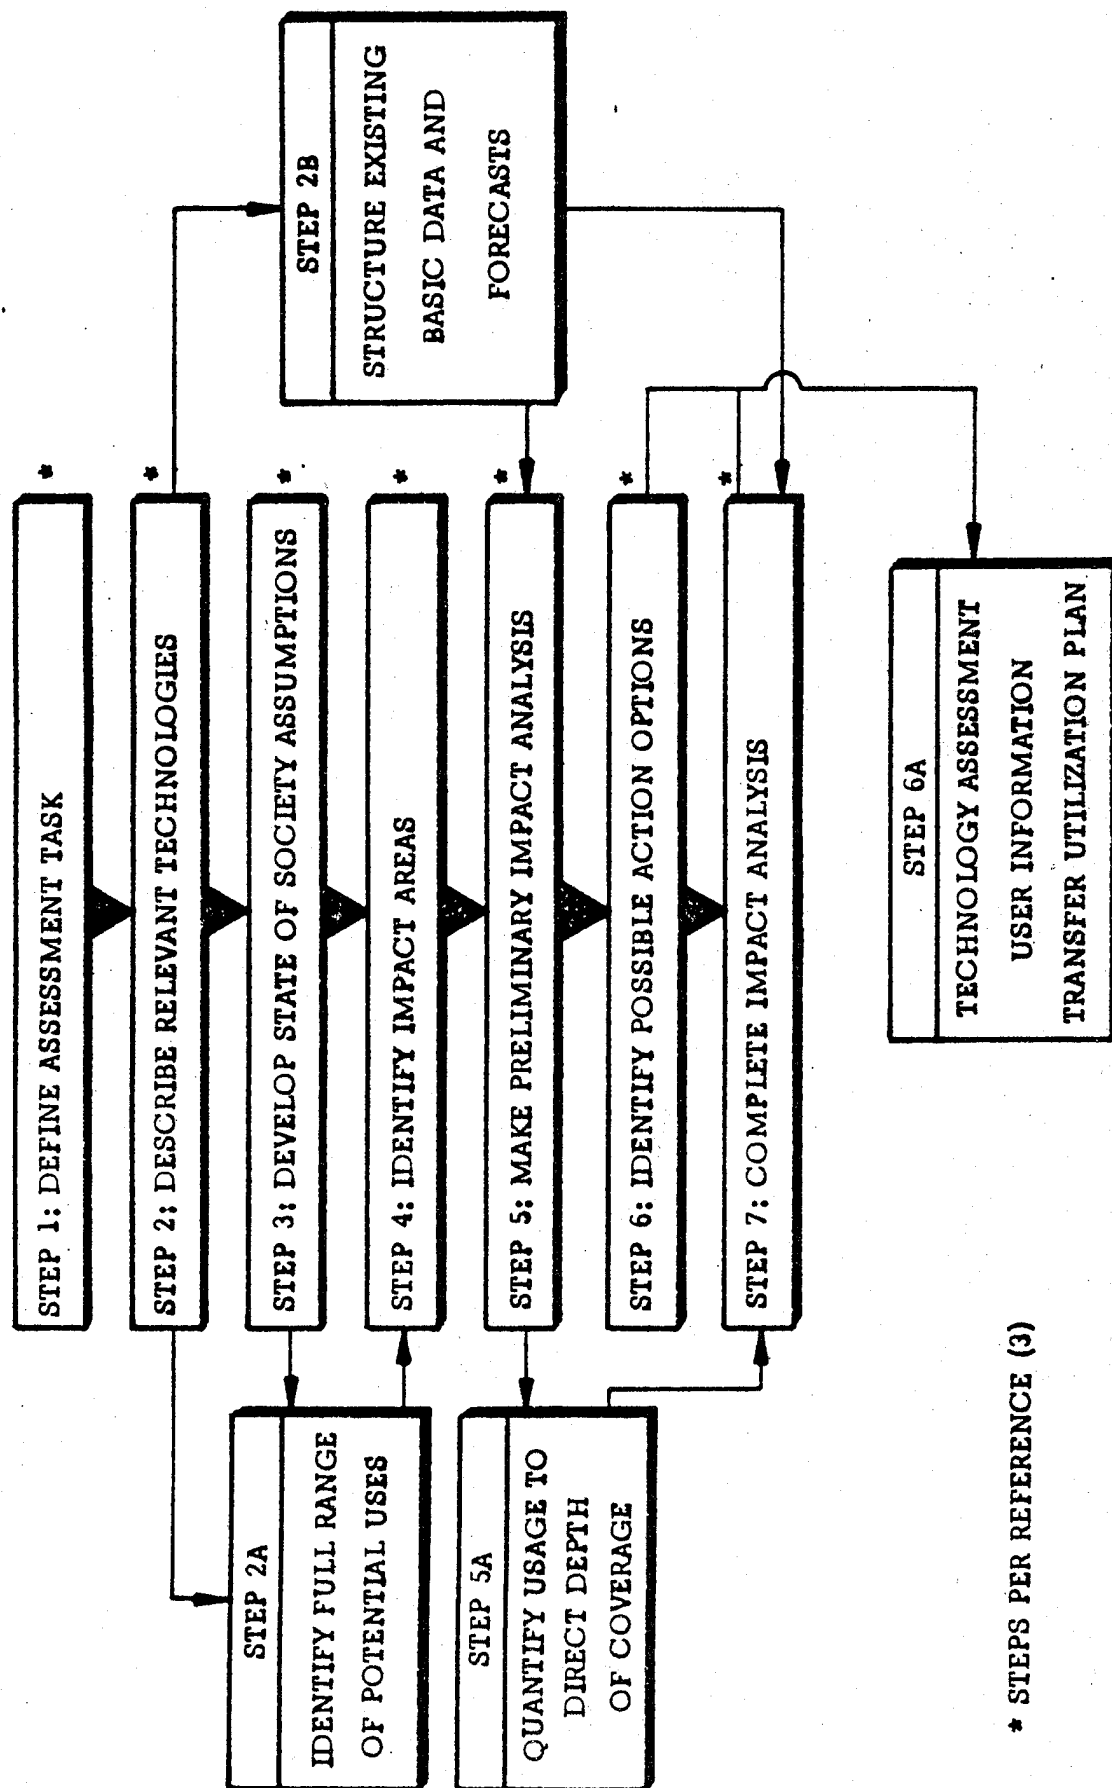 STEP 1: DEFINE ASSESSMENT TASK *
STEP 2: DESCRIBE RELEVANT TECHNOLOGIES *
STEP 3: DEVELOP STATE OF SOCIETY ASSUMPTIONS *
STEP 4: IDENTIFY IMPACT AREAS *
STEP 5: MAKE PRELIMINARY IMPACT ANALYSIS *
STEP 6: IDENTIFY POSSIBLE ACTION OPTIONS *
STEP 7: COMPLETE IMPACT ANALYSIS *
STEP 2A
IDENTIFY FULL RANGE
OF POTENTIAL USES
STEP 5A
QUANTIFY USAGE TO
DIRECT DEPTH
OF COVERAGE
STEP 2B
STRUCTURE EXISTING
BASIC DATA AND
FORECASTS
STEP 6A
TECHNOLOGY ASSESSMENT
USER INFORMATION
TRANSFER UTILIZATION PLAN
* STEPS PER REFERENCE (3)